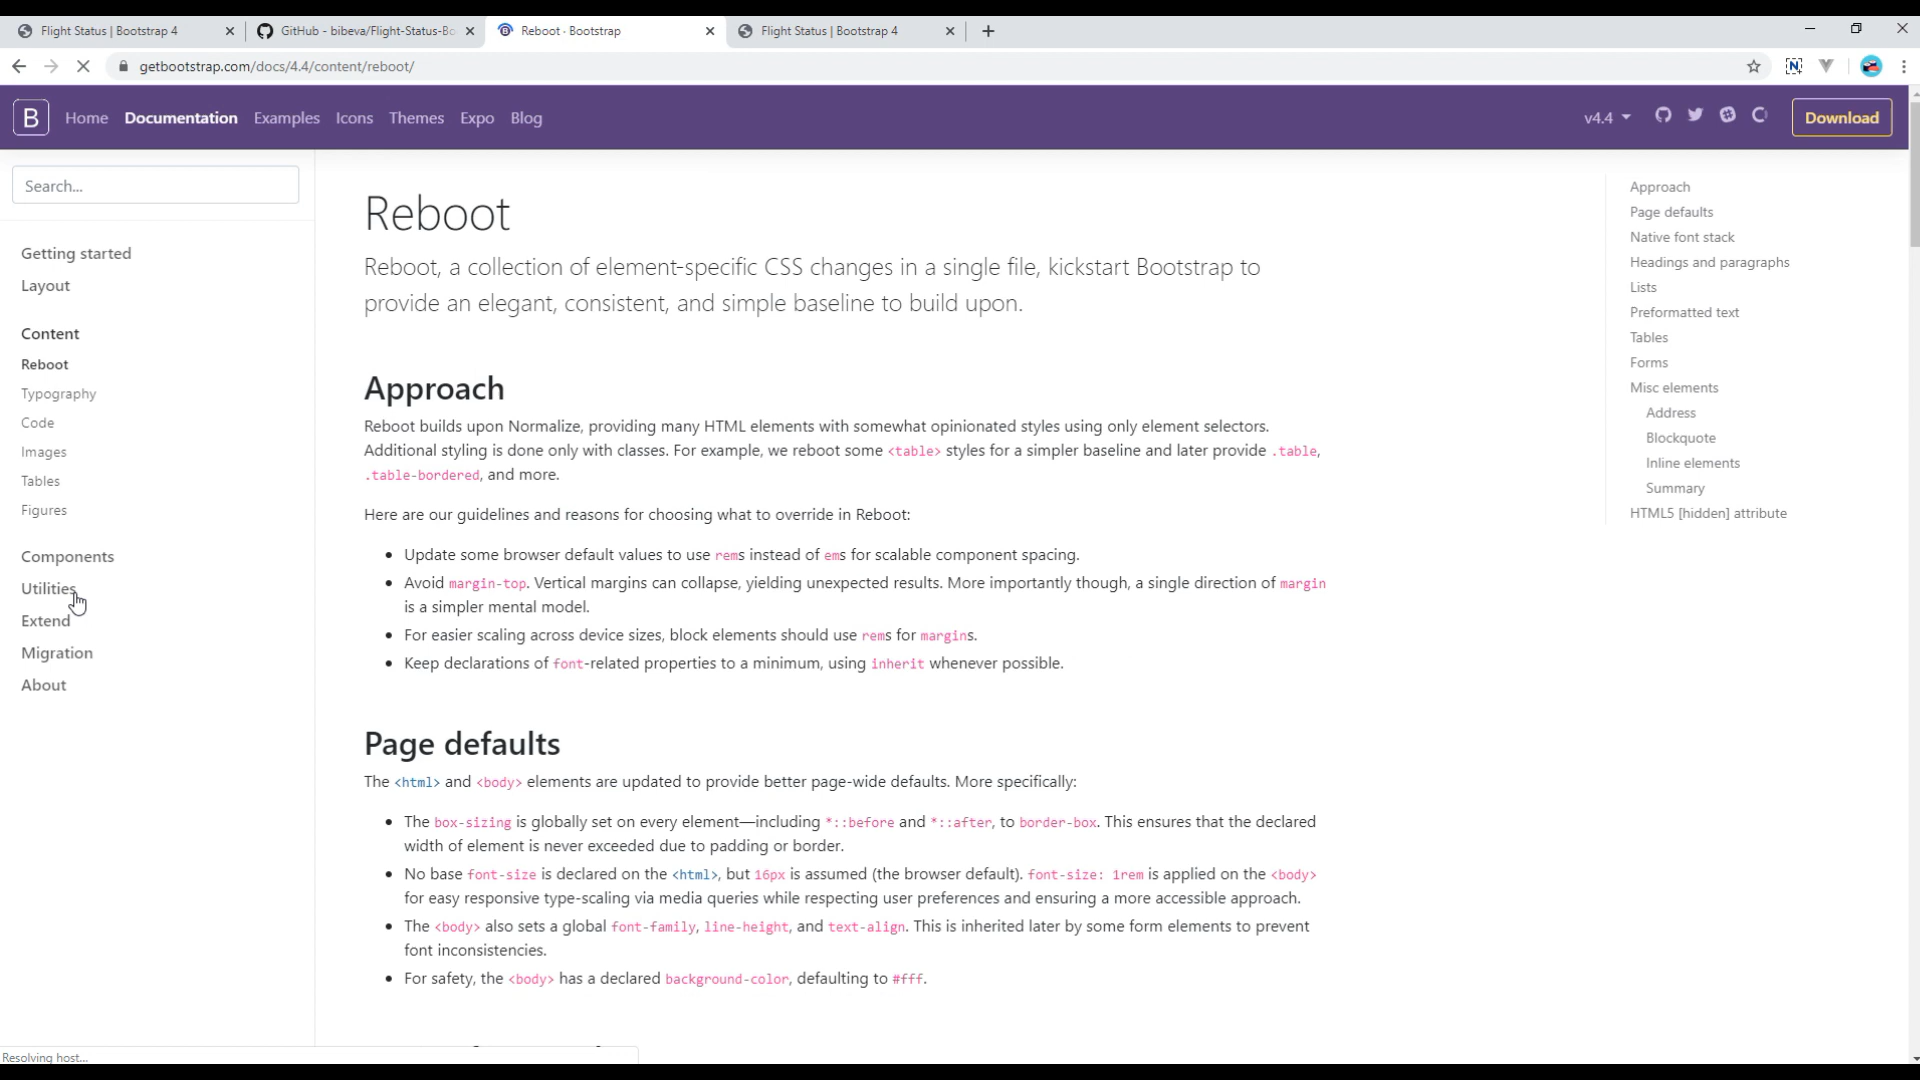 Flight Status | Bootstrap 4
GitHub - bibeva/Flight-Status-Bo
Reboot · Bootstrap
Flight Status | Bootstrap 4
getbootstrap.com/docs/4.4/content/reboot/
B Home Documentation Examples Icons Themes Expo Blog v4.4 Download
Search...
Getting started
Layout
Content
Reboot
Typography
Code
Images
Tables
Figures
Components
Utilities
Extend
Migration
About
Reboot
Reboot, a collection of element-specific CSS changes in a single file, kickstart Bootstrap to
provide an elegant, consistent, and simple baseline to build upon.
Approach
Reboot builds upon Normalize, providing many HTML elements with somewhat opinionated styles using only element selectors.
Additional styling is done only with classes. For example, we reboot some <table> styles for a simpler baseline and later provide .table,
.table-bordered, and more.
Here are our guidelines and reasons for choosing what to override in Reboot:
• Update some browser default values to use rems instead of ems for scalable component spacing.
• Avoid margin-top. Vertical margins can collapse, yielding unexpected results. More importantly though, a single direction of margin
is a simpler mental model.
• For easier scaling across device sizes, block elements should use rems for margins.
• Keep declarations of font-related properties to a minimum, using inherit whenever possible.
Page defaults
The <html> and <body> elements are updated to provide better page-wide defaults. More specifically:
• The box-sizing is globally set on every element—including *::before and *::after, to border-box. This ensures that the declared
width of element is never exceeded due to padding or border.
• No base font-size is declared on the <html>, but 16px is assumed (the browser default). font-size: 1rem is applied on the <body>
for easy responsive type-scaling via media queries while respecting user preferences and ensuring a more accessible approach.
• The <body> also sets a global font-family, line-height, and text-align. This is inherited later by some form elements to prevent
font inconsistencies.
• For safety, the <body> has a declared background-color, defaulting to #fff.
Approach
Page defaults
Native font stack
Headings and paragraphs
Lists
Preformatted text
Tables
Forms
Misc elements
Address
Blockquote
Inline elements
Summary
HTML5 [hidden] attribute
Resolving host...